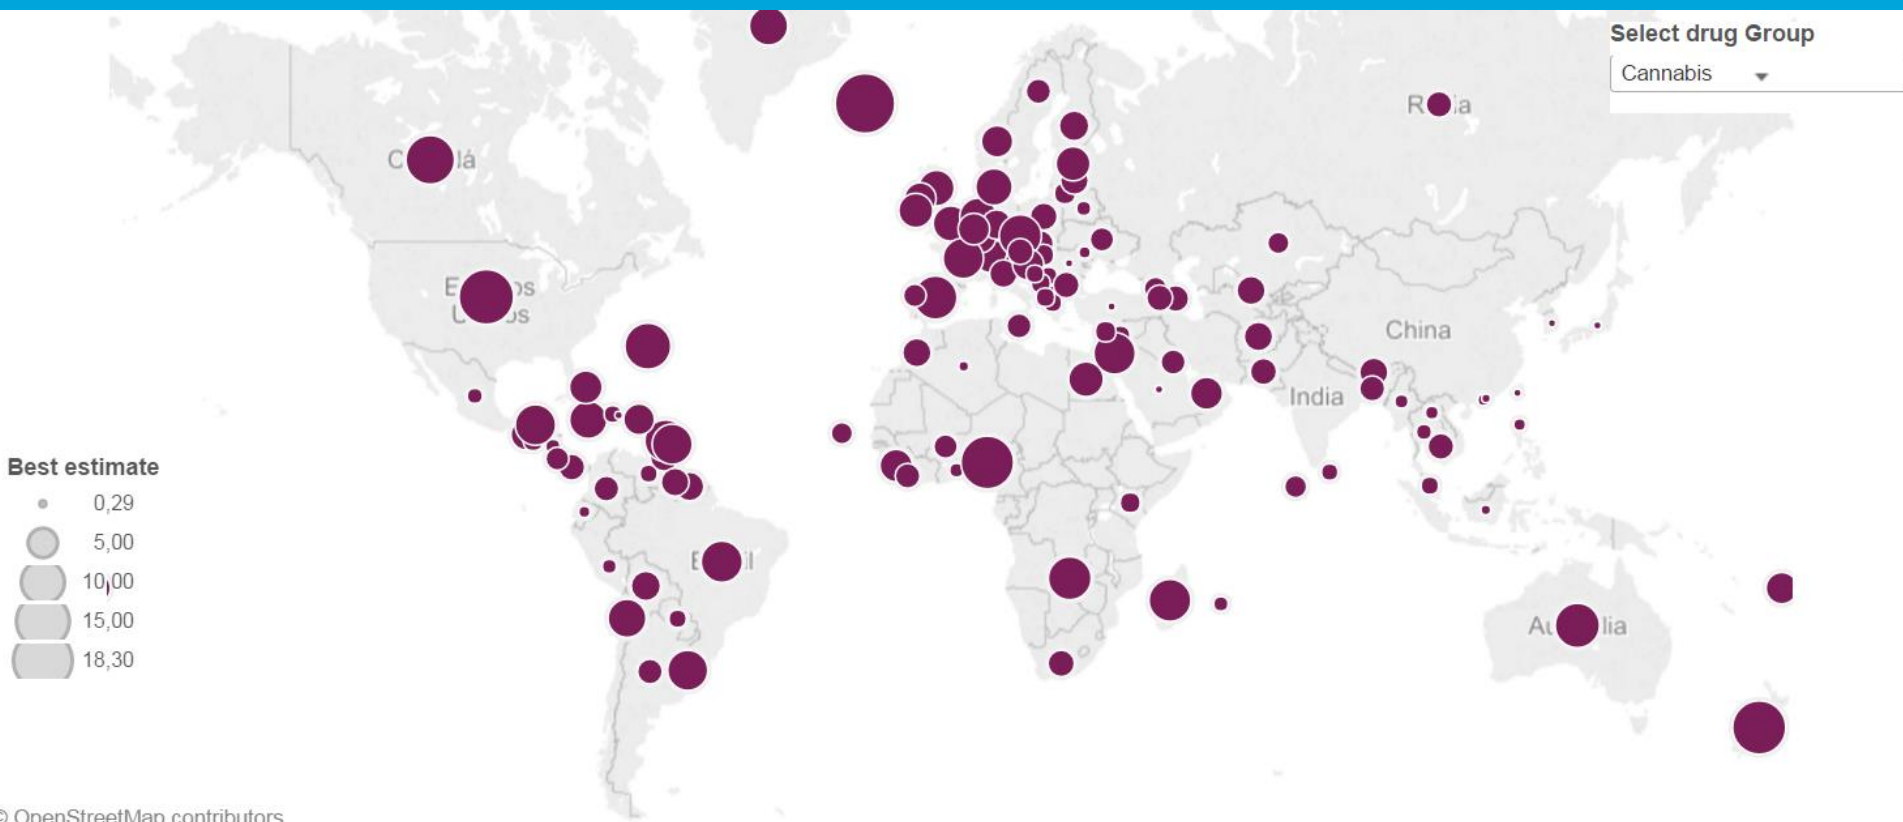 Select drug Group
Cannabis
Best estimate
0,29
5,00
10,00
15,00
18,30
China
India
© OpenStreetMap contributors